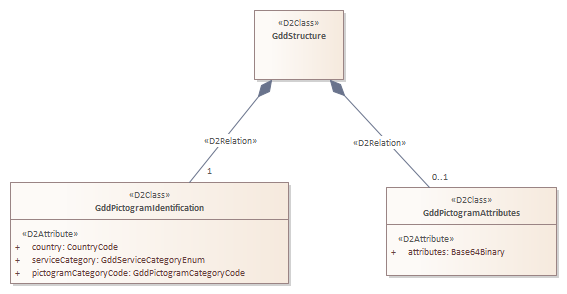 «D2Class»
GddStructure
«D2Relation»
«D2Relation»
1
0..1
«D2Class»
GddPictogramIdentification
«D2Attribute»
+ country: CountryCode
+ serviceCategory: GddServiceCategoryEnum
+ pictogramCategoryCode: GddPictogramCategoryCode
«D2Class»
GddPictogramAttributes
«D2Attribute»
+ attributes: Base64Binary